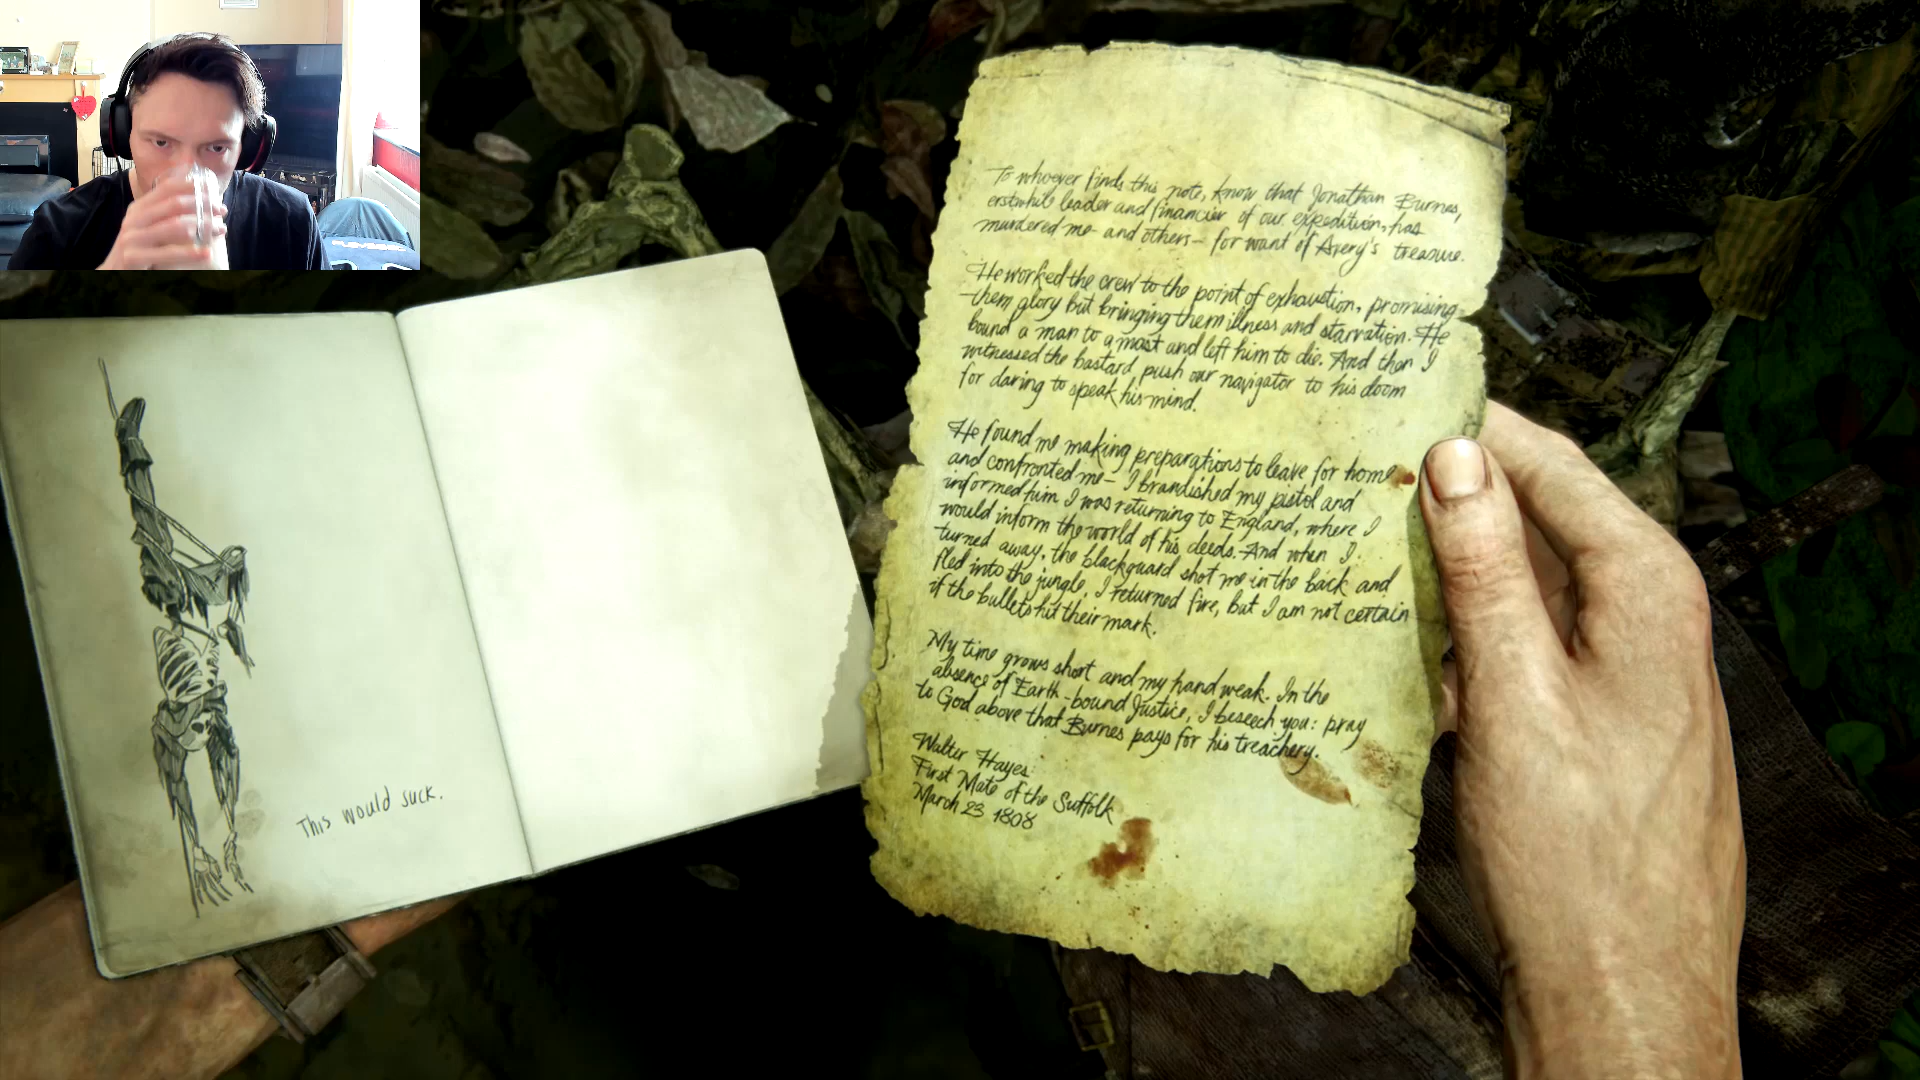 This would suck.
To whoever finds this note, know that Jonathan Burnes,
erstwhile leader and financier of our expedition, has
murdered me- and others- for want of Avery's treasure.
He worked the crew to the point of exhaustion, promising
them glory but bringing them illness and starvation. He
bound a man to a mast and left him to die. And then I
witnessed the bastard push our navigator to his doom
for daring to speak his mind.
He found me making preparations to leave for home
and confronted me- I brandished my pistol and
informed him I was returning to England, where I
would inform the world of his deeds. And when I
turned away, the blackguard shot me in the back and
fled into the jungle. I returned fire, but I am not certain
if the bullets hit their mark.
My time grows short and my hand weak. In the
absence of Earth-bound Justice, I beseech you: pray
to God above that Burnes pays for his treachery.
Walter Hayes
First Mate of the Suffolk
March 23 1808